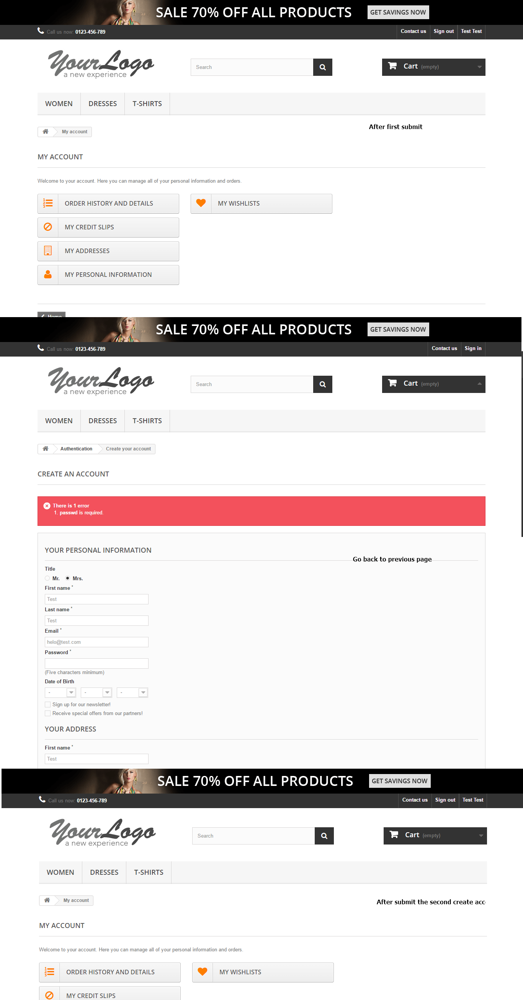 SALE 70% OFF ALL PRODUCTS GET SAVINGS NOW
Call us now: 0123-456-789 Contact us Sign out Test Test
YourLogo
a new experience
Search
Cart (empty)
WOMEN DRESSES T-SHIRTS
After first submit
My account
MY ACCOUNT
Welcome to your account. Here you can manage all of your personal information and orders.
1 2 3 ORDER HISTORY AND DETAILS MY WISHLISTS
MY CREDIT SLIPS
MY ADDRESSES
MY PERSONAL INFORMATION
Home
SALE 70% OFF ALL PRODUCTS GET SAVINGS NOW
Call us now: 0123-456-789 Contact us Sign in
YourLogo
a new experience
Search
Cart (empty)
WOMEN DRESSES T-SHIRTS
Authentication Create your account
CREATE AN ACCOUNT
There is 1 error
1. passwd is required.
YOUR PERSONAL INFORMATION
Go back to previous page
Title
Mr. Mrs.
First name *
Test
Last name *
Test
Email *
helo@test.com
Password *
(Five characters minimum)
Date of Birth
- - -
Sign up for our newsletter!
Receive special offers from our partners!
YOUR ADDRESS
First name *
Test
SALE 70% OFF ALL PRODUCTS GET SAVINGS NOW
Call us now: 0123-456-789 Contact us Sign out Test Test
YourLogo
a new experience
Search
Cart (empty)
WOMEN DRESSES T-SHIRTS
My account
After submit the second create acc
MY ACCOUNT
Welcome to your account. Here you can manage all of your personal information and orders.
1 2 3 ORDER HISTORY AND DETAILS MY WISHLISTS
MY CREDIT SLIPS